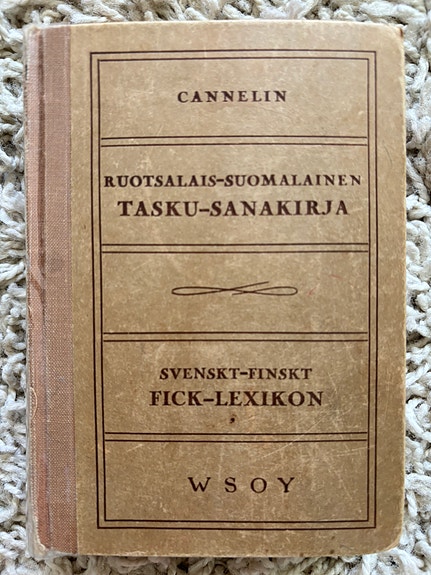 CANNELIN
RUOTSALAIS-SUOMALAINEN
TASKU-SANAKIRJA
SVENSKT-FINSKT
FICK-LEXIKON
WSOY